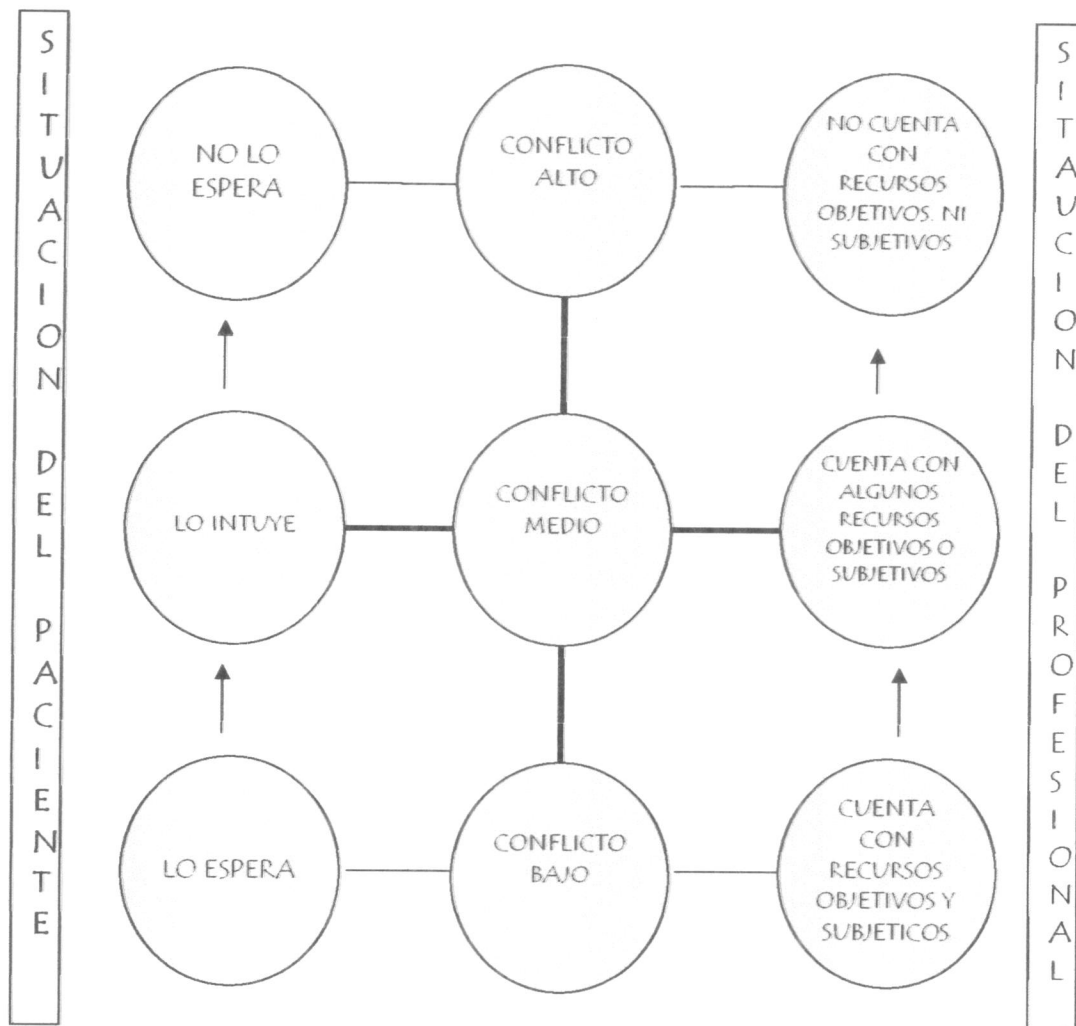 SITUACION DEL PACIENTE
NO LO
ESPERA
CONFLICTO
ALTO
NO CUENTA
CON
RECURSOS
OBJETIVOS. NI
SUBJETIVOS
LO INTUYE
CONFLICTO
MEDIO
CUENTA CON
ALGUNOS
RECURSOS
OBJETIVOS O
SUBJETIVOS
LO ESPERA
CONFLICTO
BAJO
CUENTA
CON
RECURSOS
OBJETIVOS Y
SUBJETICOS
SITAUCION DEL PROFESIONAL